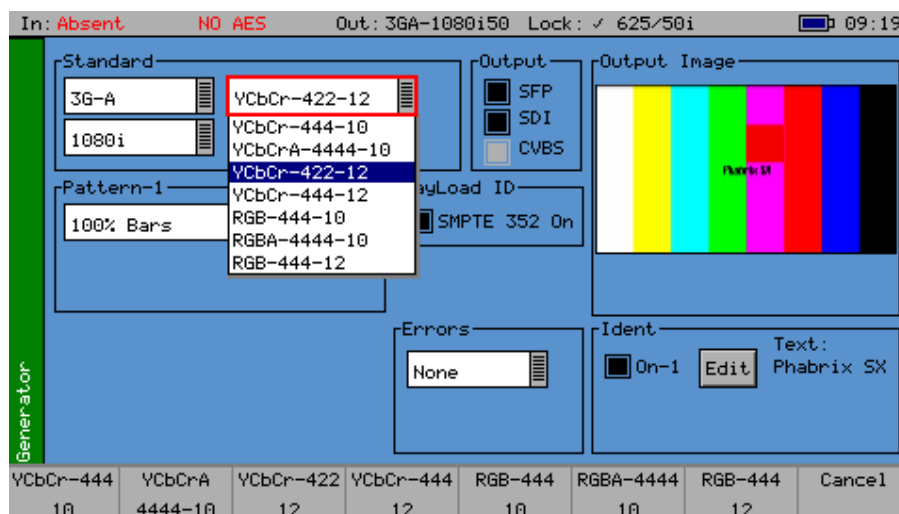 In: Absent NO AES Out: 3GA-1080i50 Lock: ✓ 625/50i 09:19
Standard
3G-A
YCbCr-422-12
1080i
YCbCr-444-10
YCbCrA-4444-10
YCbCr-422-12
YCbCr-444-12
RGB-444-10
RGBA-4444-10
RGB-444-12
Output
SFP
SDI
CVBS
Output Image
Phabrix SX
Pattern-1
100% Bars
ayLoad ID
SMPTE 352 On
Errors
None
Ident
On-1
Edit
Text:
Phabrix SX
Generator
YCbCr-444 10
YCbCrA 4444-10
YCbCr-422 12
YCbCr-444 12
RGB-444 10
RGBA-4444 10
RGB-444 12
Cancel